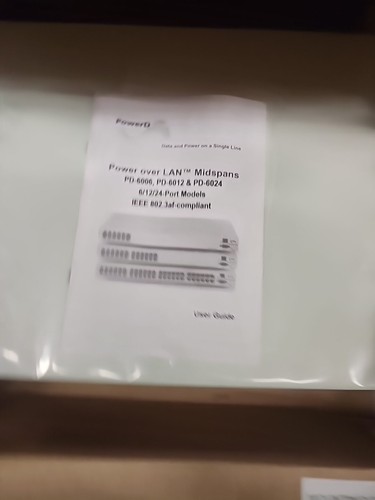 PowerD
Data and Power on a Single Line
Power over LAN™ Midspans
PD-6006, PD-6012 & PD-6024
6/12/24-Port Models
IEEE 802.3af-compliant
User Guide